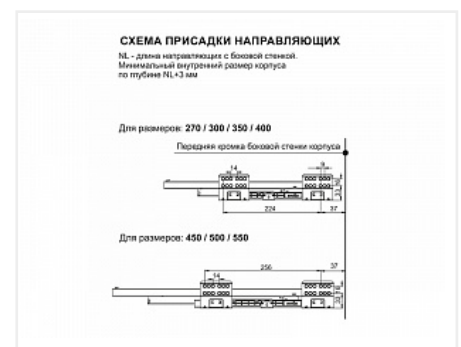 СХЕМА ПРИСАДКИ НАПРАВЛЯЮЩИХ
NL - длина направляющих с боковой стенкой.
Минимальный внутренний размер корпуса
по глубине NL+3 мм
Для размеров: 270 / 300 / 350 / 400
Передняя кромка боковой стенки корпуса
14
9
224
37
Для размеров: 450 / 500 / 550
256
37
14